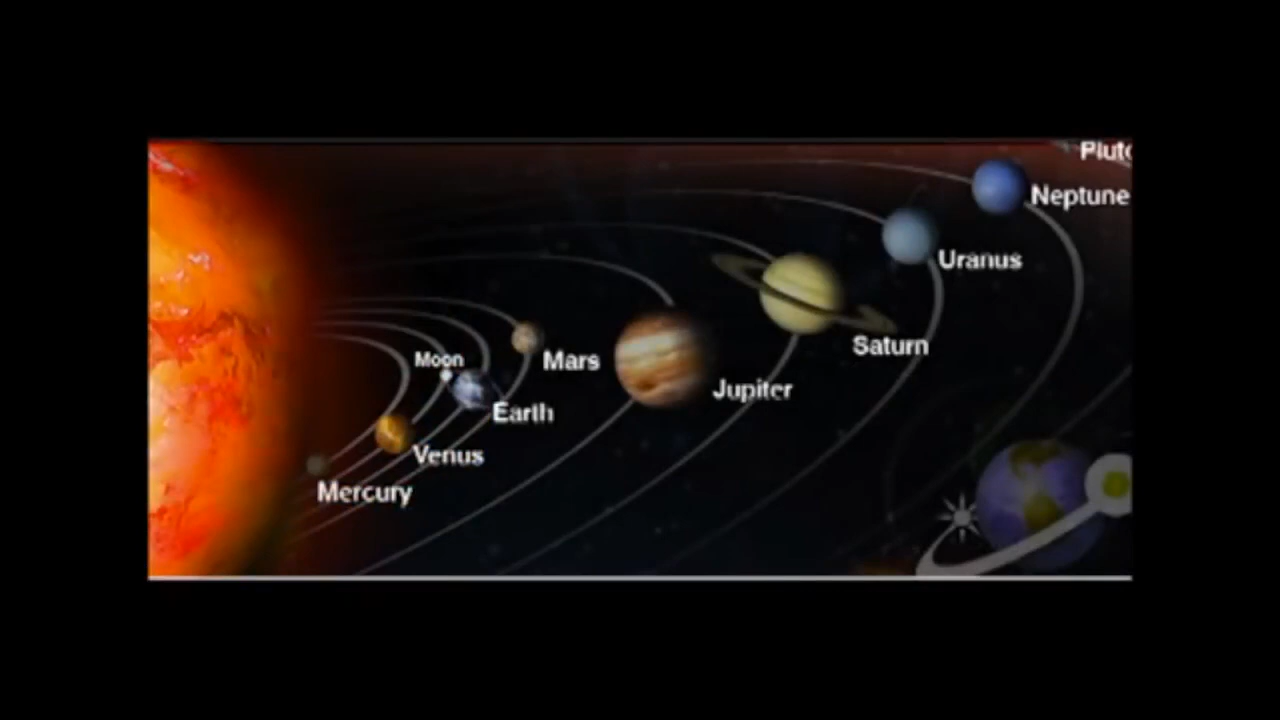 Pluto
Neptune
Uranus
Saturn
Moon
Mars
Jupiter
Earth
Venus
Mercury